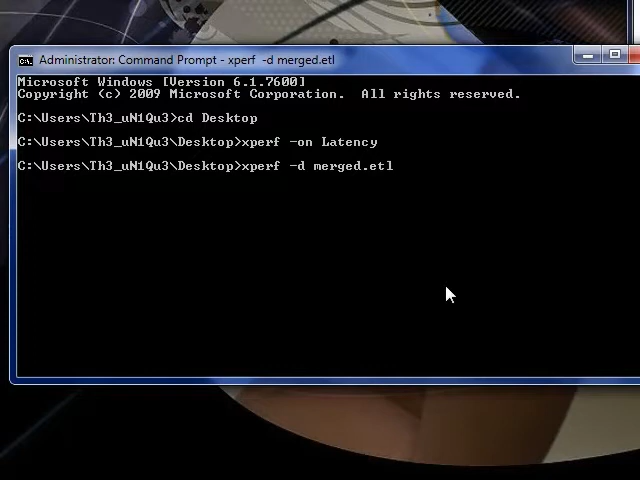 Administrator: Command Prompt - xperf  -d merged.etl
Microsoft Windows [Version 6.1.7600]
Copyright (c) 2009 Microsoft Corporation.  All rights reserved.
C:\Users\Th3_uN1Qu3>cd Desktop
C:\Users\Th3_uN1Qu3\Desktop>xperf -on Latency
C:\Users\Th3_uN1Qu3\Desktop>xperf -d merged.etl